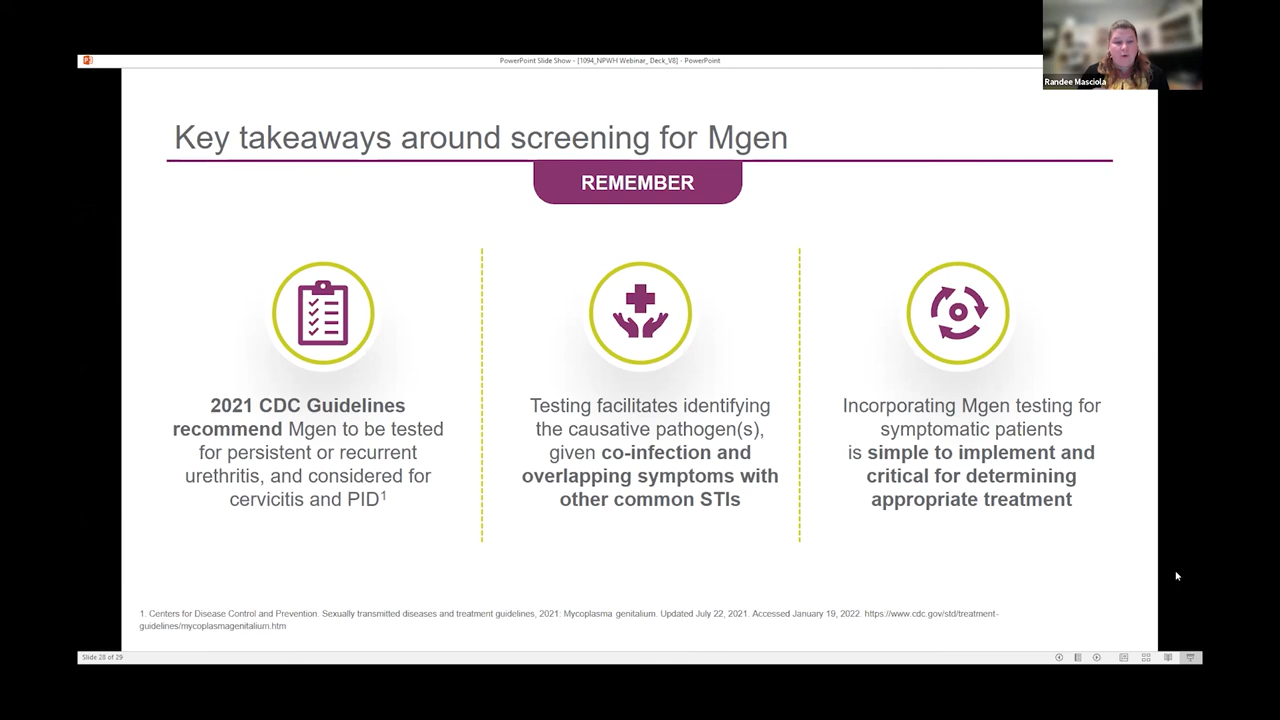 PowerPoint Slide Show - [1094_NPWH Webinar_ Deck_V8] - PowerPoint
Randee Masciola
Key takeaways around screening for Mgen
REMEMBER
2021 CDC Guidelines
recommend Mgen to be tested
for persistent or recurrent
urethritis, and considered for
cervicitis and PID1
Testing facilitates identifying
the causative pathogen(s),
given co-infection and
overlapping symptoms with
other common STIs
Incorporating Mgen testing for
symptomatic patients
is simple to implement and
critical for determining
appropriate treatment
1. Centers for Disease Control and Prevention. Sexually transmitted diseases and treatment guidelines, 2021: Mycoplasma genitalium. Updated July 22, 2021. Accessed January 19, 2022. https://www.cdc.gov/std/treatment-
guidelines/mycoplasmagenitalium.htm
Slide 28 of 29